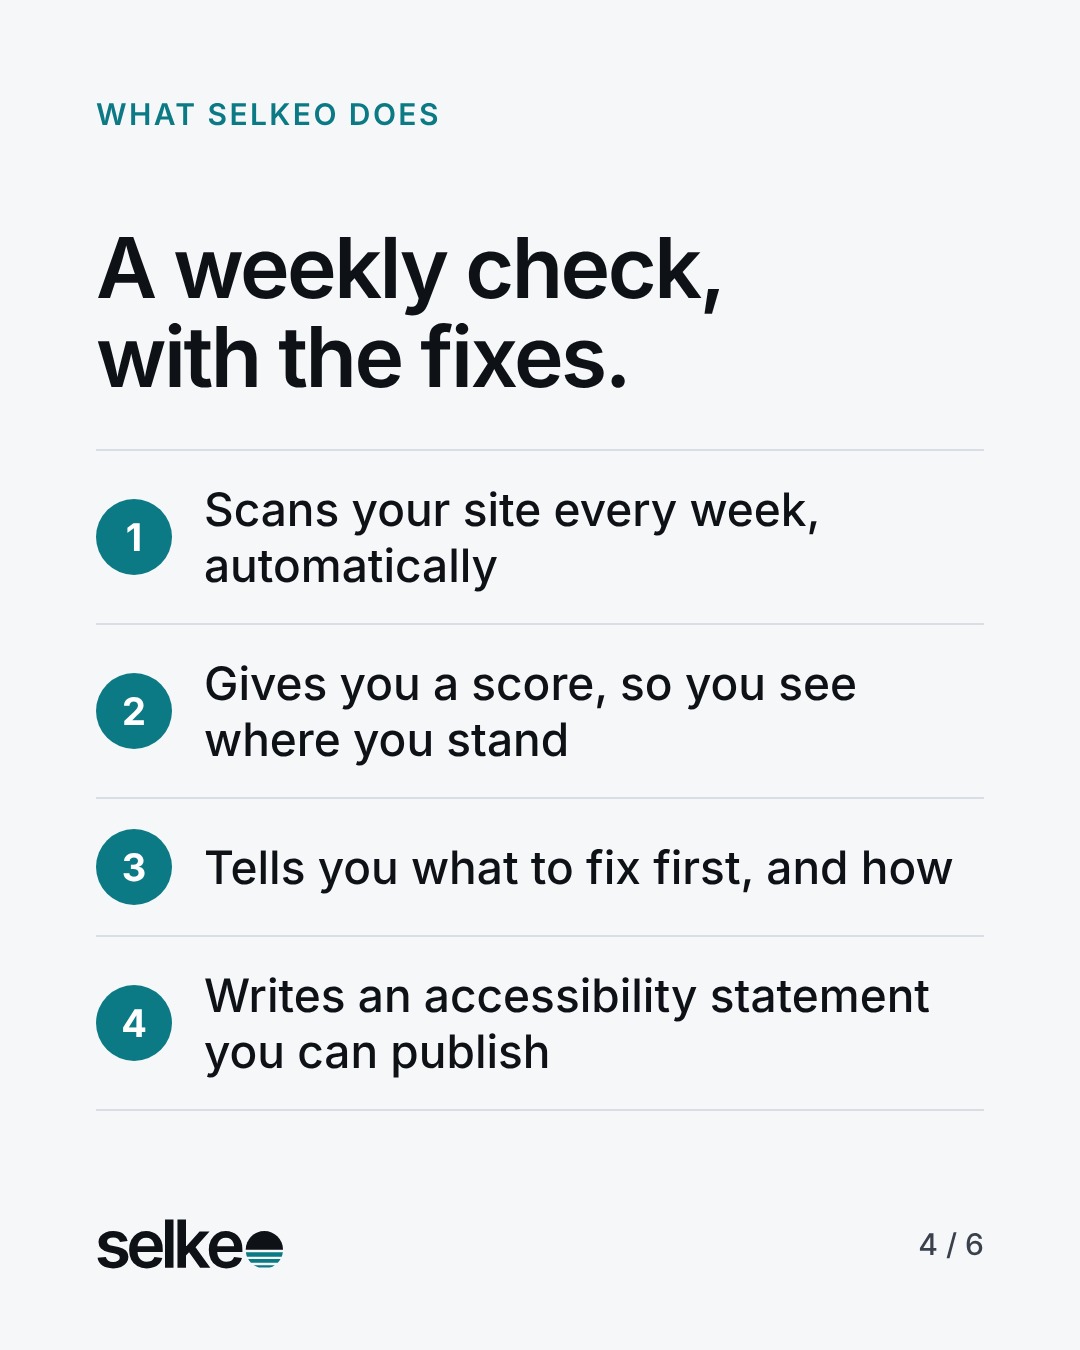 WHAT SELKEO DOES
A weekly check,
with the fixes.
1 Scans your site every week,
automatically
2 Gives you a score, so you see
where you stand
3 Tells you what to fix first, and how
4 Writes an accessibility statement
you can publish
selkeo
4 / 6